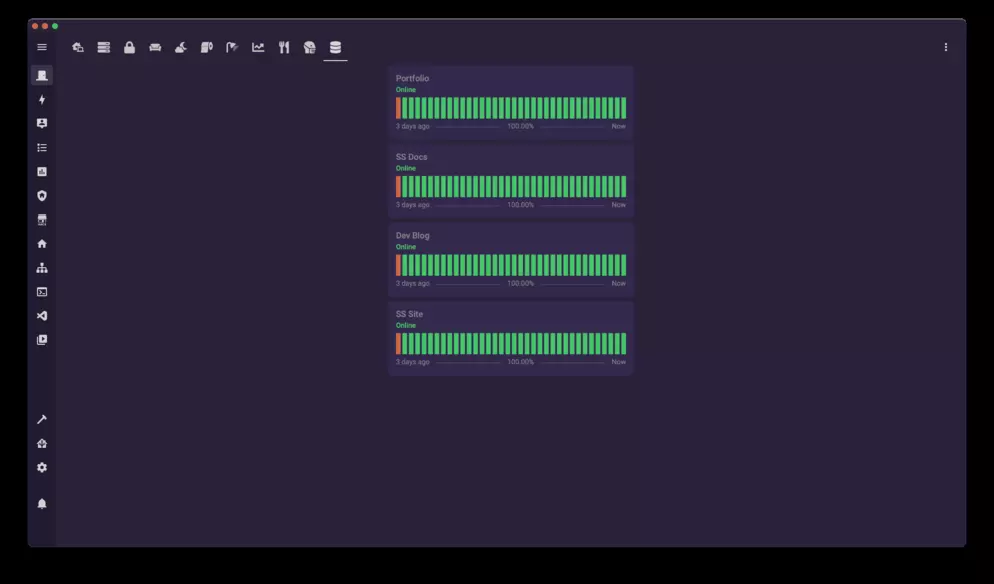 Portfolio
Online
3 days ago 100.00% Now
SS Docs
Online
3 days ago 100.00% Now
Dev Blog
Online
3 days ago 100.00% Now
SS Site
Online
3 days ago 100.00% Now